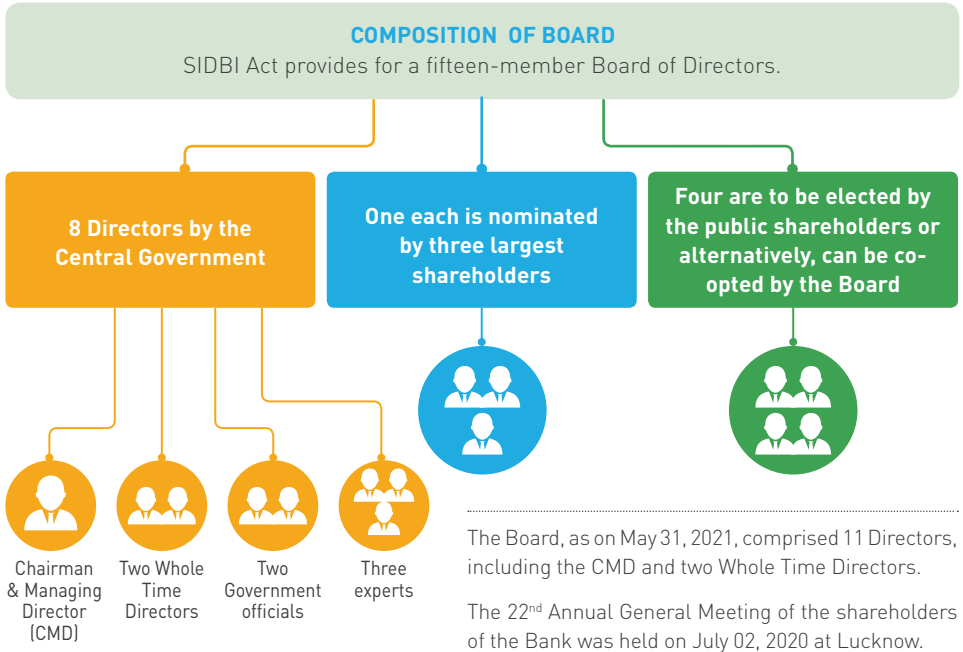 COMPOSITION OF BOARD
SIDBI Act provides for a fifteen-member Board of Directors.
8 Directors by the
Central Government
One each is nominated
by three largest
shareholders
Four are to be elected by
the public shareholders or
alternatively, can be co-
opted by the Board
Chairman
& Managing
Director
(CMD)
Two Whole
Time
Directors
Two
Government
officials
Three
experts
The Board, as on May 31, 2021, comprised 11 Directors,
including the CMD and two Whole Time Directors.
The 22nd Annual General Meeting of the shareholders
of the Bank was held on July 02, 2020 at Lucknow.